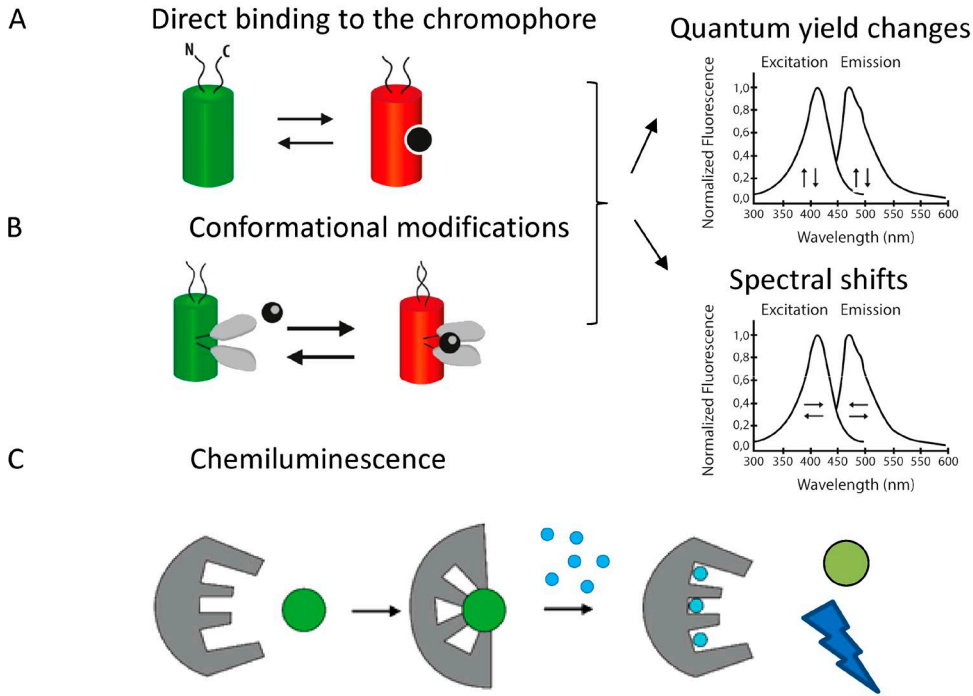 A
Direct binding to the chromophore
N C
B
Conformational modifications
Quantum yield changes
Excitation Emission
Normalized Fluorescence
1,0
0,8
0,6
0,4
0,2
0,0
300 350 400 450 500 550 600
Wavelength (nm)
Spectral shifts
Excitation Emission
Normalized Fluorescence
1,0
0,8
0,6
0,4
0,2
0,0
300 350 400 450 500 550 600
Wavelength (nm)
C
Chemiluminescence